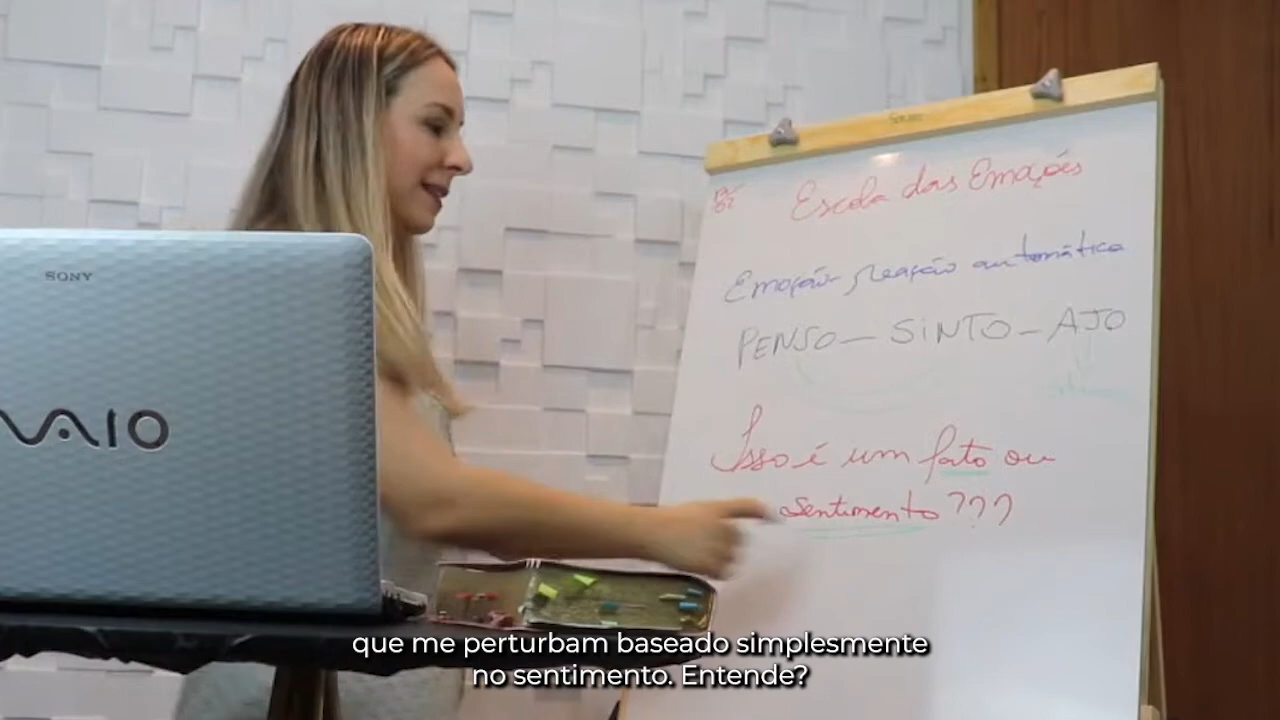 Escola das Emoções
Emoção - reação automática
PENSO - SINTO - AJO
Isso é um fato ou
sentimento???
SONY
VAIO
que me perturbam baseado simplesmente
no sentimento. Entende?